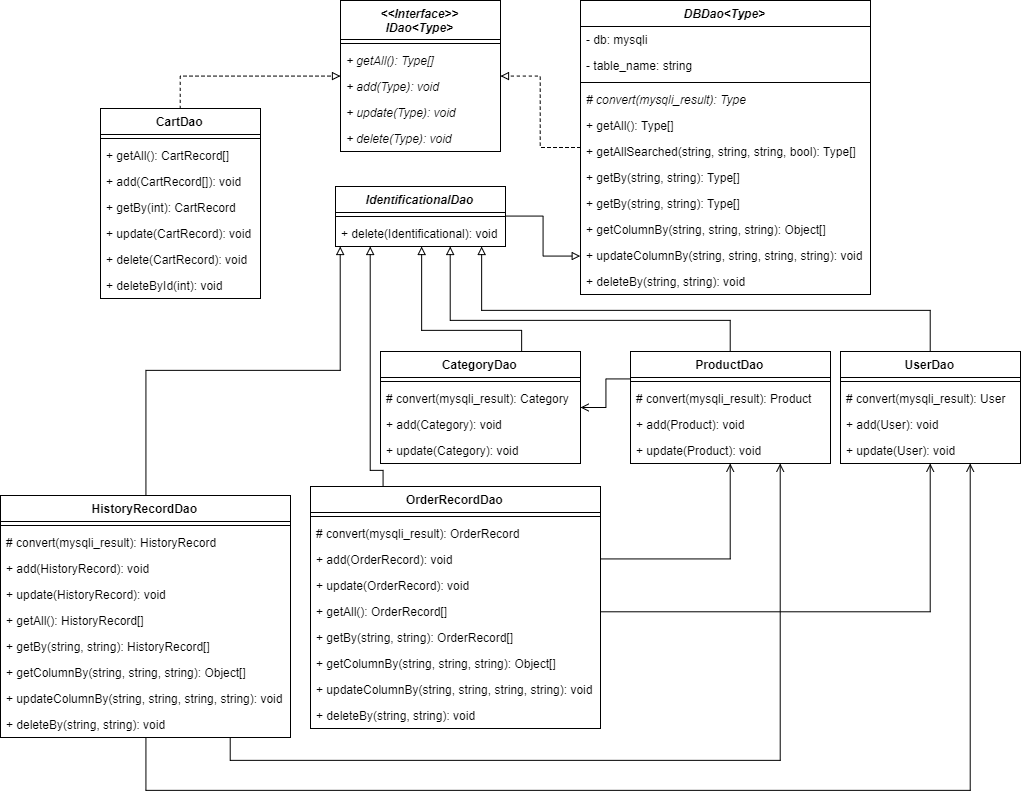 <<Interface>>
IDao<Type>
+ getAll(): Type[]
+ add(Type): void
+ update(Type): void
+ delete(Type): void
DBDao<Type>
- db: mysqli
- table_name: string
# convert(mysqli_result): Type
+ getAll(): Type[]
+ getAllSearched(string, string, string, bool): Type[]
+ getBy(string, string): Type[]
+ getBy(string, string): Type[]
+ getColumnBy(string, string, string): Object[]
+ updateColumnBy(string, string, string, string): void
+ deleteBy(string, string): void
CartDao
+ getAll(): CartRecord[]
+ add(CartRecord[]): void
+ getBy(int): CartRecord
+ update(CartRecord): void
+ delete(CartRecord): void
+ deleteById(int): void
IdentificationalDao
+ delete(Identificational): void
CategoryDao
# convert(mysqli_result): Category
+ add(Category): void
+ update(Category): void
ProductDao
# convert(mysqli_result): Product
+ add(Product): void
+ update(Product): void
UserDao
# convert(mysqli_result): User
+ add(User): void
+ update(User): void
HistoryRecordDao
# convert(mysqli_result): HistoryRecord
+ add(HistoryRecord): void
+ update(HistoryRecord): void
+ getAll(): HistoryRecord[]
+ getBy(string, string): HistoryRecord[]
+ getColumnBy(string, string, string): Object[]
+ updateColumnBy(string, string, string, string): void
+ deleteBy(string, string): void
OrderRecordDao
# convert(mysqli_result): OrderRecord
+ add(OrderRecord): void
+ update(OrderRecord): void
+ getAll(): OrderRecord[]
+ getBy(string, string): OrderRecord[]
+ getColumnBy(string, string, string): Object[]
+ updateColumnBy(string, string, string, string): void
+ deleteBy(string, string): void